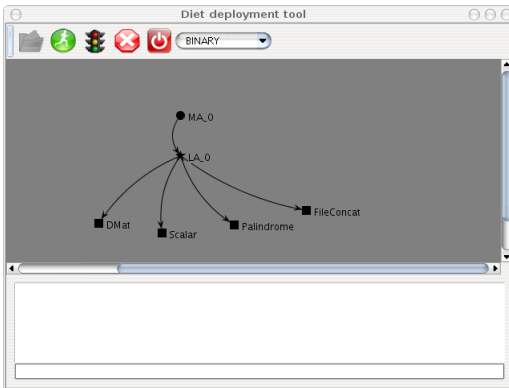 Diet deployment tool
BINARY
MA_0
LA_0
DMat
Scalar
Palindrome
FileConcat